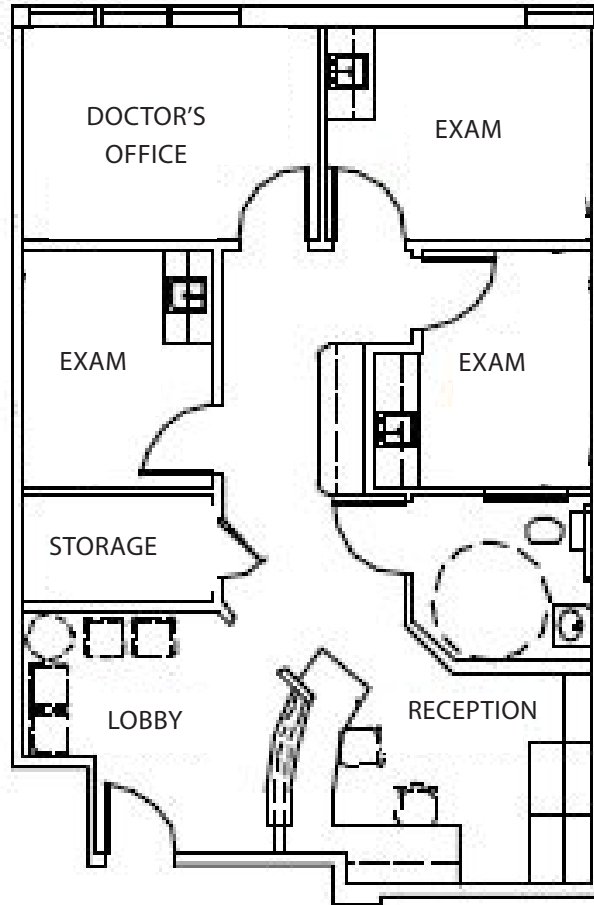 DOCTOR'S
OFFICE
EXAM
EXAM
EXAM
STORAGE
LOBBY
RECEPTION